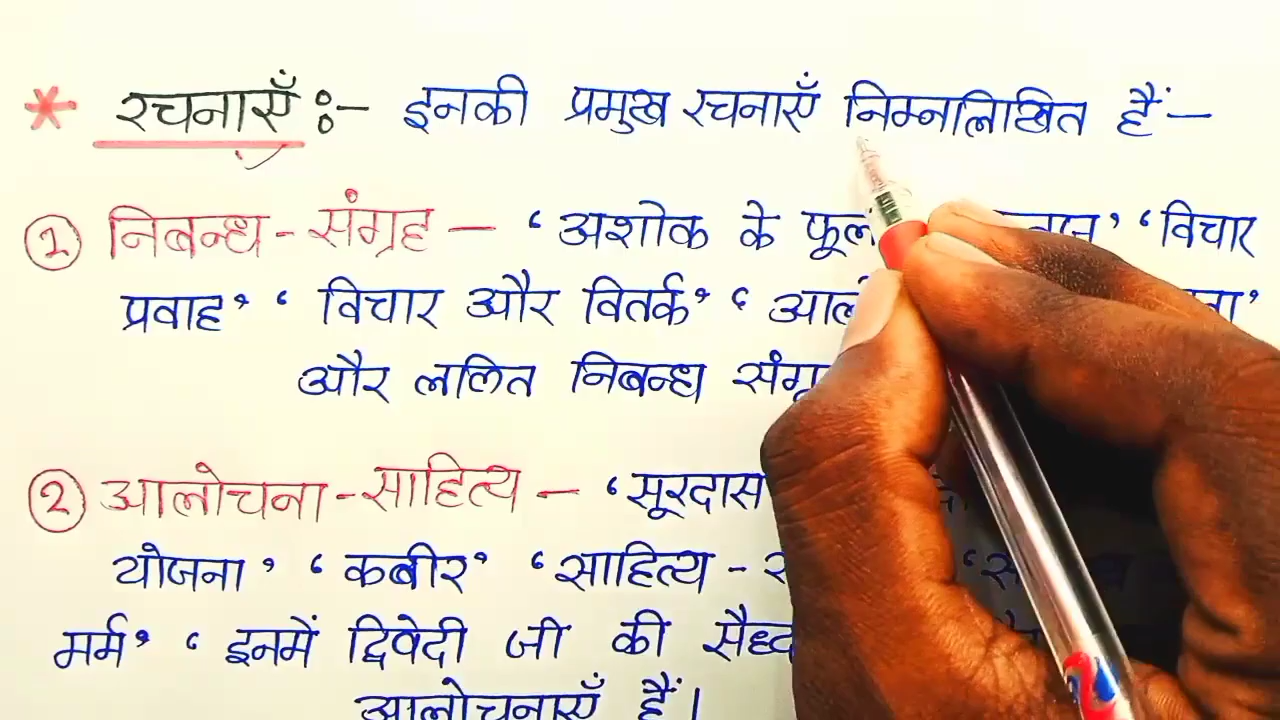 * रचनाएँ :- इनकी प्रमुख रचनाएँ निम्नलिखित हैं -
① निबन्ध - संग्रह - ‘अशोक के फूल ‘विचार
प्रवाह’ ‘ विचार और वितर्क’ ‘
और ललित निबन्ध
② आलोचना - साहित्य - ‘सूरदास
योजना’ ‘ कबीर’ ‘साहित्य -
मर्म’ ‘ इनमें द्विवेदी जी की
आलोचनाएँ हैं।